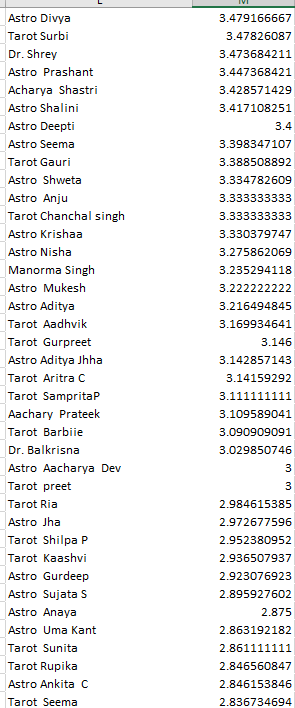 L M
Astro Divya 3.479166667
Tarot Surbi 3.47826087
Dr. Shrey 3.473684211
Astro  Prashant 3.447368421
Acharya  Shastri 3.428571429
Astro Shalini 3.417108251
Astro Deepti 3.4
Astro Seema 3.398347107
Tarot Gauri 3.388508892
Astro  Shweta 3.334782609
Astro  Anju 3.333333333
Tarot Chanchal singh 3.333333333
Astro Krishaa 3.330379747
Astro Nisha 3.275862069
Manorma Singh 3.235294118
Astro  Mukesh 3.222222222
Astro Aditya 3.216494845
Tarot  Aadhvik 3.169934641
Tarot  Gurpreet 3.146
Astro Aditya Jhha 3.142857143
Tarot  Aritra C 3.14159292
Tarot  SampritaP 3.111111111
Aachary  Prateek 3.109589041
Tarot  Barbiie 3.090909091
Dr. Balkrisna 3.029850746
Astro  Aacharya  Dev 3
Tarot  preet 3
Tarot Ria 2.984615385
Astro  Jha 2.972677596
Tarot  Shilpa P 2.952380952
Tarot  Kaashvi 2.936507937
Astro  Gurdeep 2.923076923
Astro  Sujata S 2.895927602
Astro  Anaya 2.875
Astro  Uma Kant 2.863192182
Tarot  Sunita 2.861111111
Tarot Rupika 2.846560847
Astro Ankita  C 2.846153846
Tarot  Seema 2.836734694